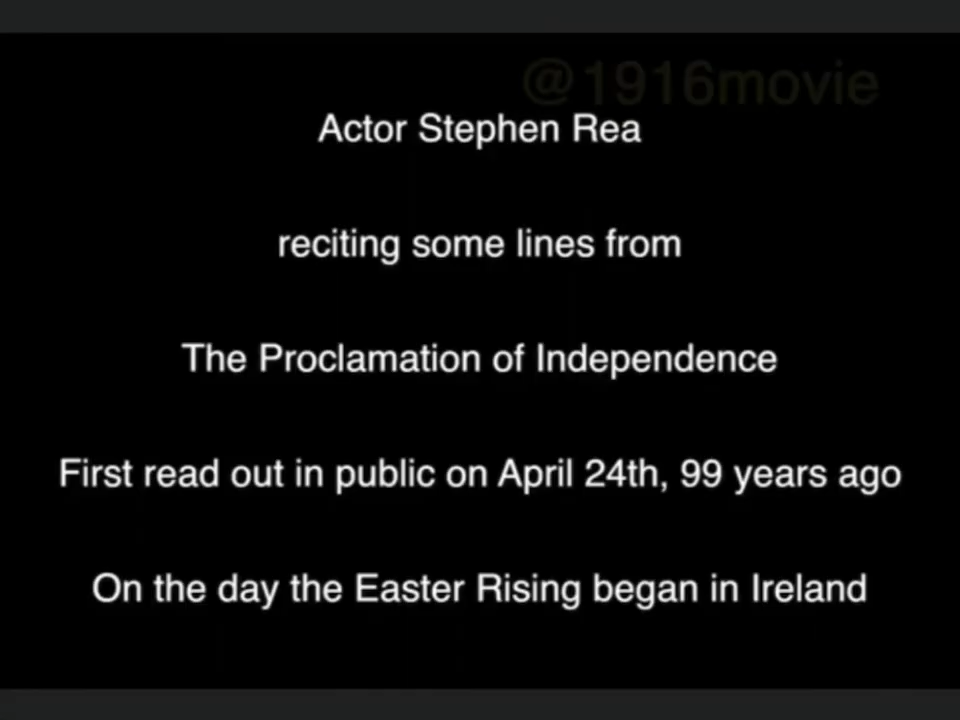 @1916movie
Actor Stephen Rea
reciting some lines from
The Proclamation of Independence
First read out in public on April 24th, 99 years ago
On the day the Easter Rising began in Ireland